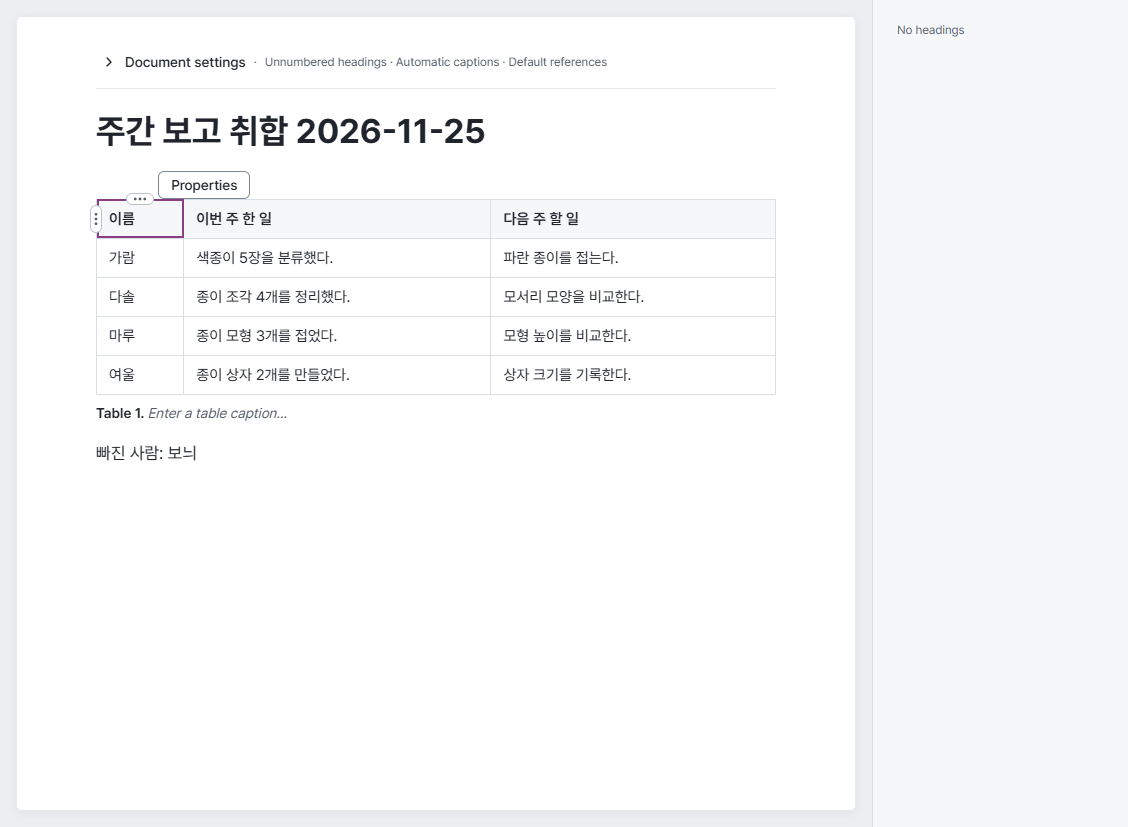 Document settings · Unnumbered headings · Automatic captions · Default references
No headings
주간 보고 취합 2026-11-25
Properties
이름 이번 주 한 일 다음 주 할 일
가람 색종이 5장을 분류했다. 파란 종이를 접는다.
다솔 종이 조각 4개를 정리했다. 모서리 모양을 비교한다.
마루 종이 모형 3개를 접었다. 모형 높이를 비교한다.
여울 종이 상자 2개를 만들었다. 상자 크기를 기록한다.
Table 1. Enter a table caption...
빠진 사람: 보늬